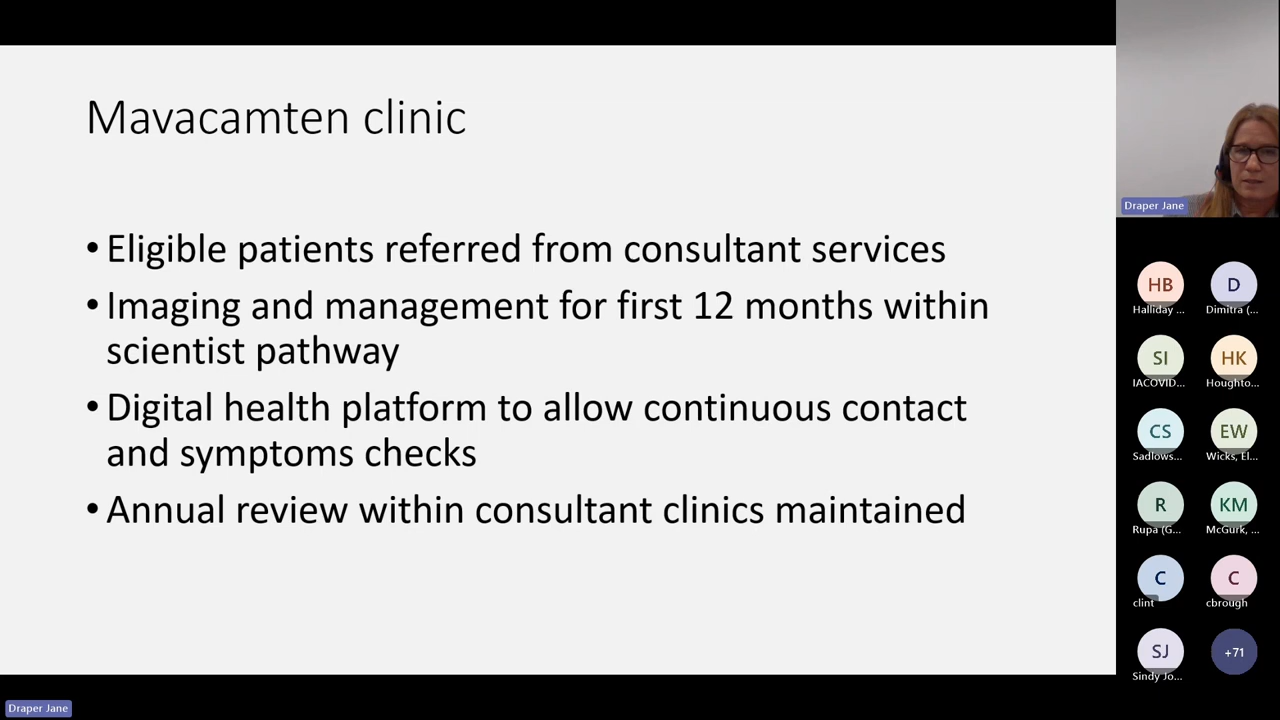 Mavacamten clinic
• Eligible patients referred from consultant services
• Imaging and management for first 12 months within
scientist pathway
• Digital health platform to allow continuous contact
and symptoms checks
• Annual review within consultant clinics maintained
Draper Jane
HB
Halliday ...
D
Dimitra (...
SI
IACOVID...
HK
Houghto...
CS
Sadlows...
EW
Wicks, El...
R
Rupa (G...
KM
McGurk, ...
C
clint
C
cbrough
SJ
Sindy Jo...
+71
Draper Jane